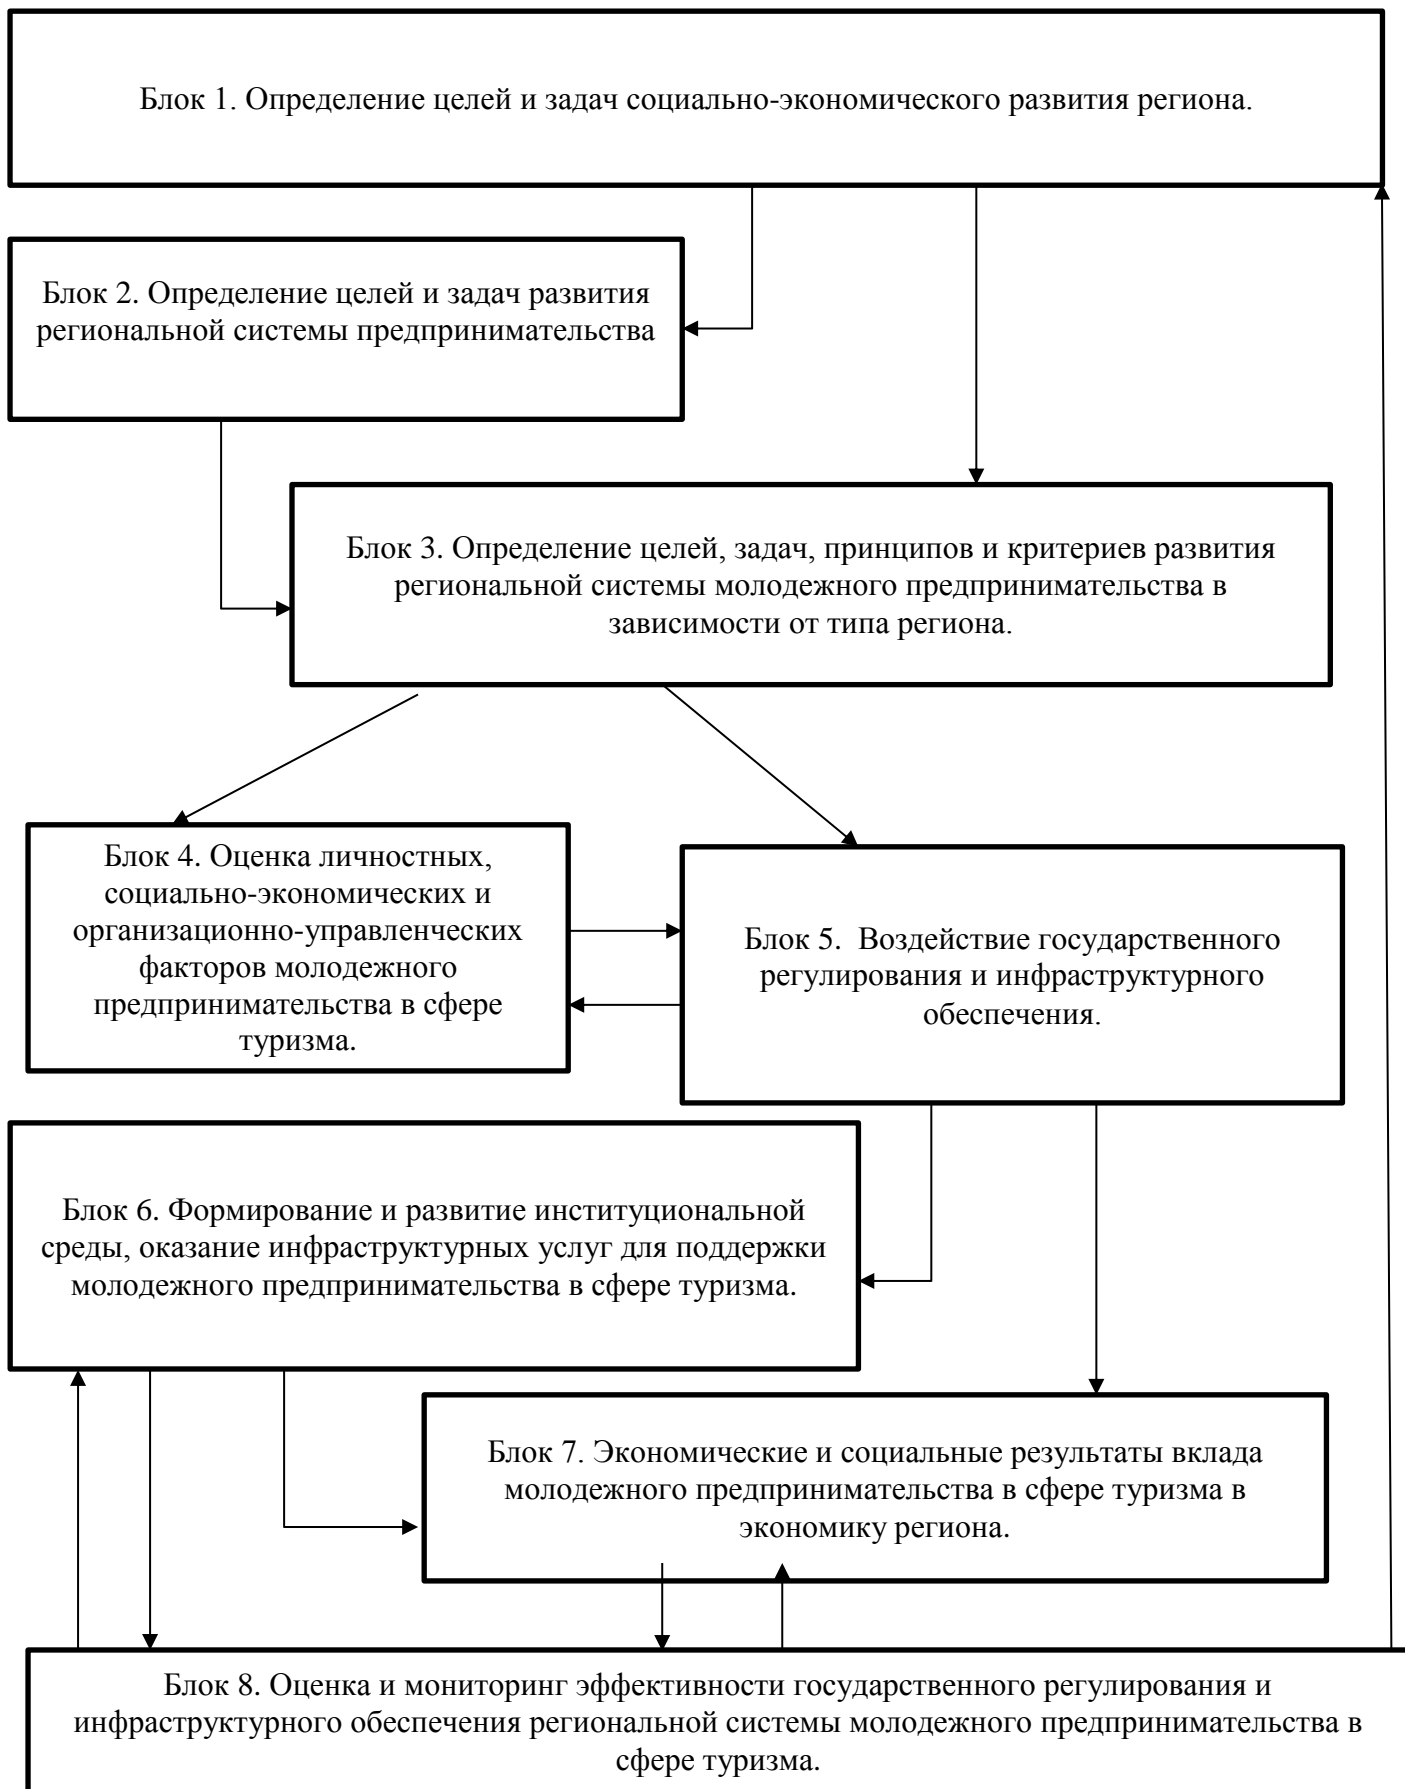 Блок 1. Определение целей и задач социально-экономического развития региона.
Блок 2. Определение целей и задач развития
региональной системы предпринимательства
Блок 3. Определение целей, задач, принципов и критериев развития
региональной системы молодежного предпринимательства в
зависимости от типа региона.
Блок 4. Оценка личностных,
социально-экономических и
организационно-управленческих
факторов молодежного
предпринимательства в сфере
туризма.
Блок 5.  Воздействие государственного
регулирования и инфраструктурного
обеспечения.
Блок 6. Формирование и развитие институциональной
среды, оказание инфраструктурных услуг для поддержки
молодежного предпринимательства в сфере туризма.
Блок 7. Экономические и социальные результаты вклада
молодежного предпринимательства в сфере туризма в
экономику региона.
Блок 8. Оценка и мониторинг эффективности государственного регулирования и
инфраструктурного обеспечения региональной системы молодежного предпринимательства в
сфере туризма.